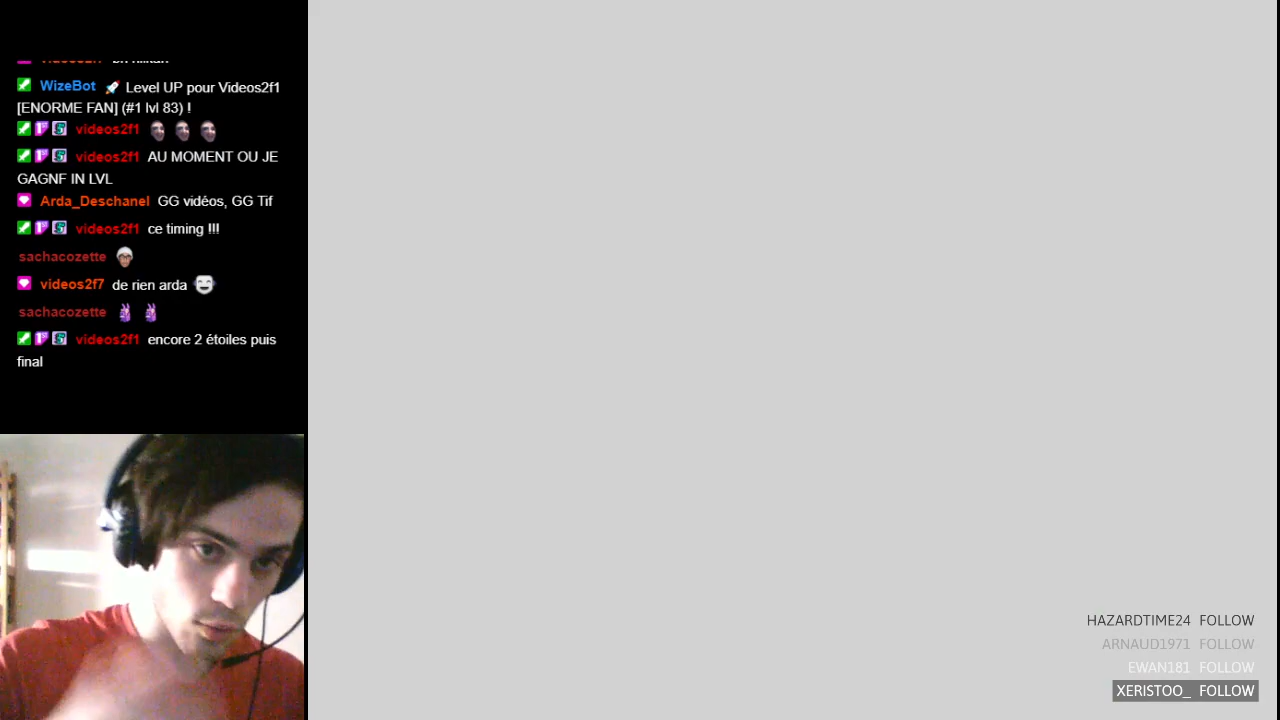 WizeBot Level UP pour Videos2f1
[ENORME FAN] (#1 lvl 83) !
videos2f1
videos2f1 AU MOMENT OU JE
GAGNF IN LVL
Arda_Deschanel GG vidéos, GG Tif
videos2f1 ce timing !!!
sachacozette
videos2f7 de rien arda
sachacozette
videos2f1 encore 2 étoiles puis
final
HAZARDTIME24 FOLLOW
ARNAUD1971 FOLLOW
EWAN181 FOLLOW
XERISTOO_ FOLLOW